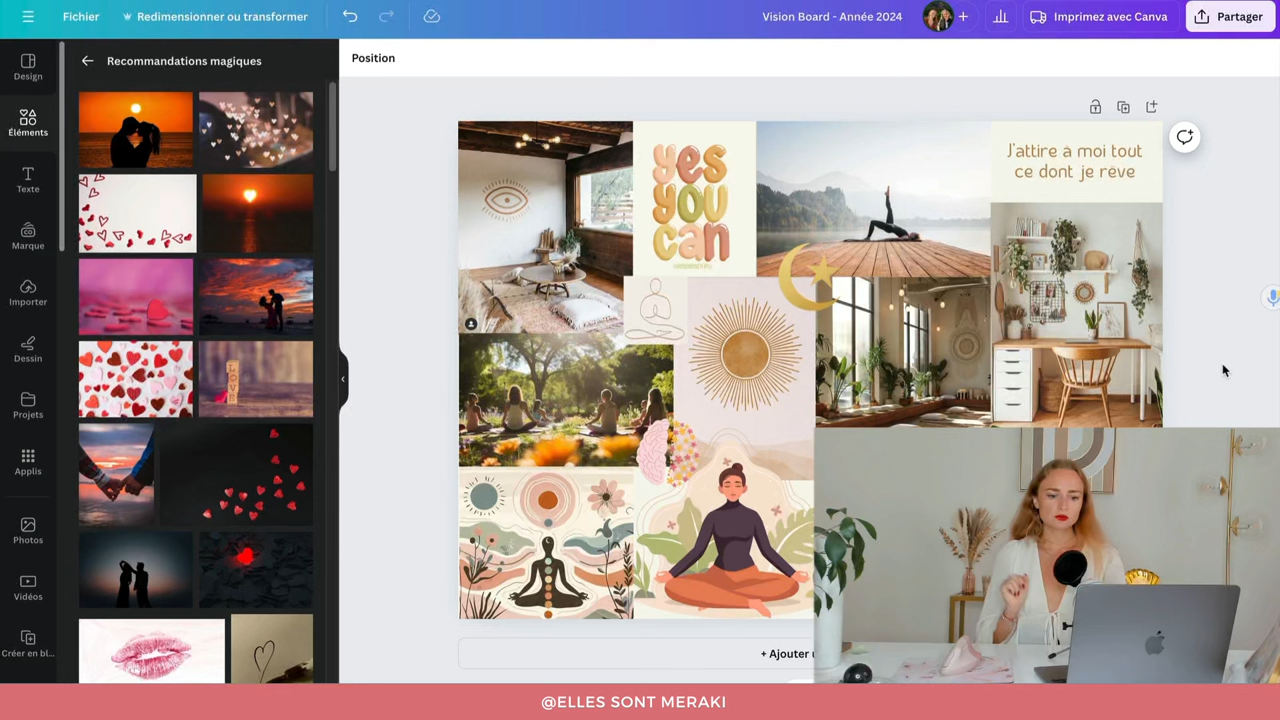 Fichier
Redimensionner ou transformer
Vision Board - Année 2024
Imprimez avec Canva
Partager
Design
Éléments
Texte
Marque
Importer
Dessin
Projets
Applis
Photos
Vidéos
Créer en bl...
Recommandations magiques
LOVE
Position
yes
you
can
J'attire à moi tout
ce dont je rêve
+ Ajouter u
@ELLES SONT MERAKI